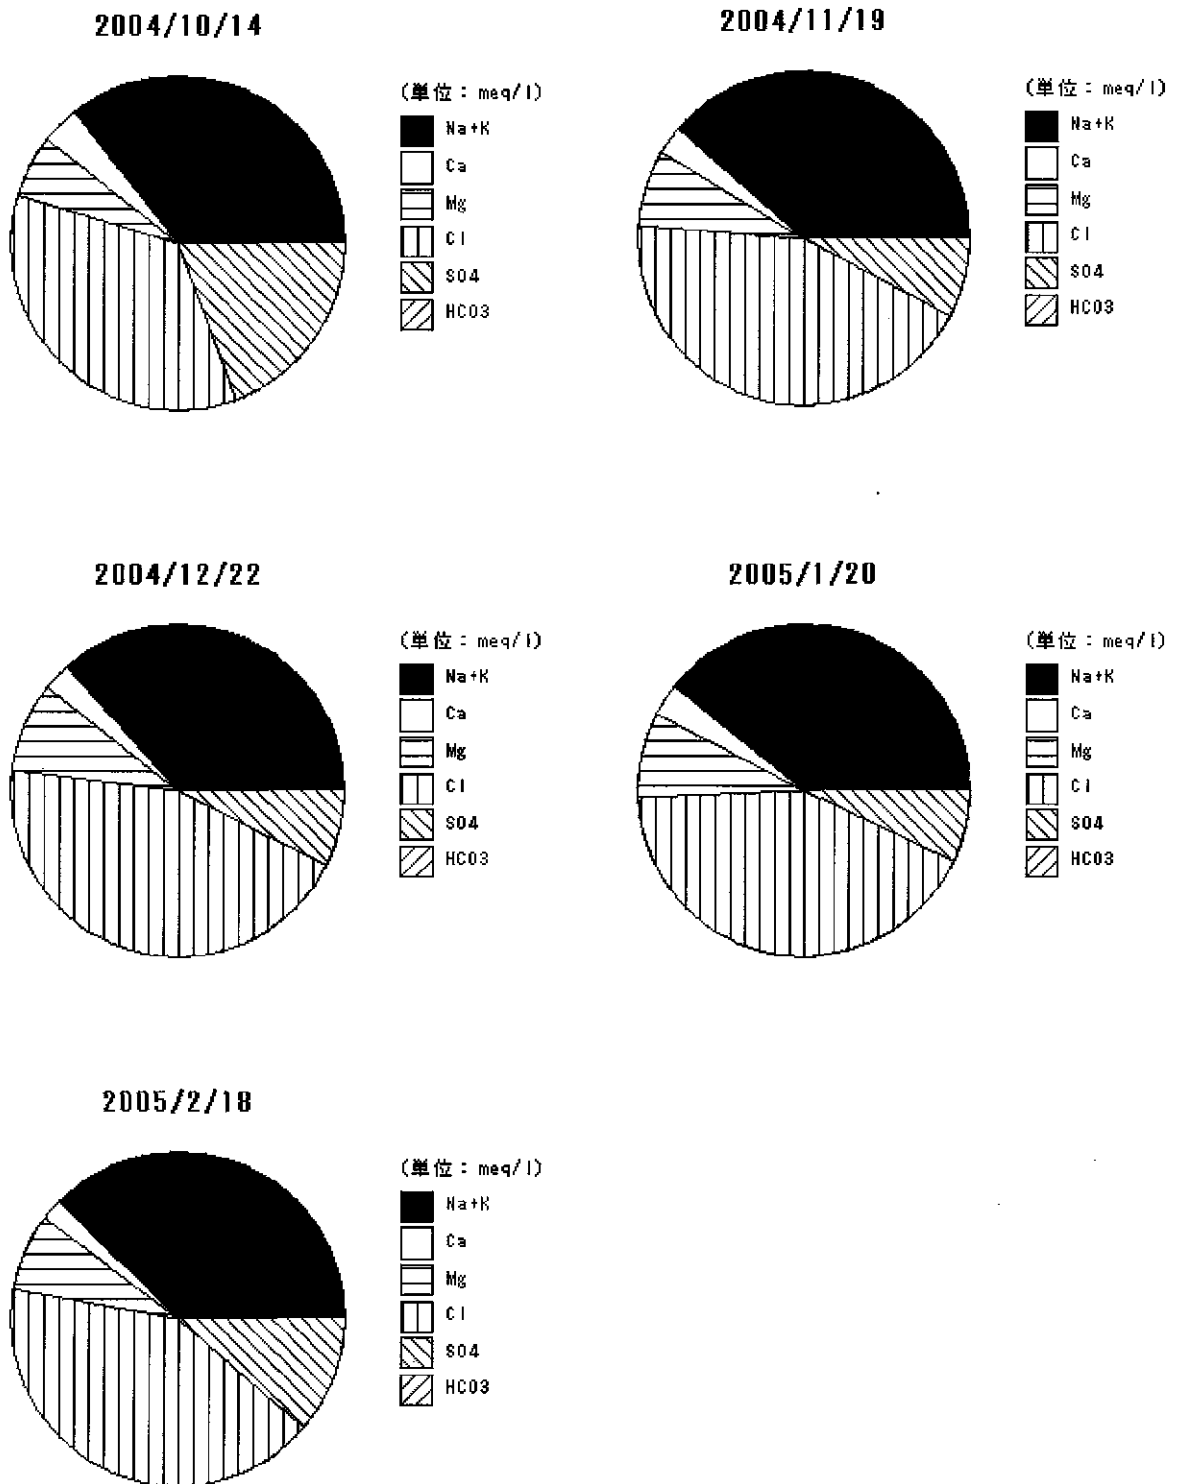 2004/10/14
(単位：meq/l)
Na+K
Ca
Mg
Cl
SO4
HCO3
2004/11/19
(単位：meq/l)
Na+K
Ca
Mg
Cl
SO4
HCO3
2004/12/22
(単位：meq/l)
Na+K
Ca
Mg
Cl
SO4
HCO3
2005/1/20
(単位：meq/l)
Na+K
Ca
Mg
Cl
SO4
HCO3
2005/2/18
(単位：meq/l)
Na+K
Ca
Mg
Cl
SO4
HCO3